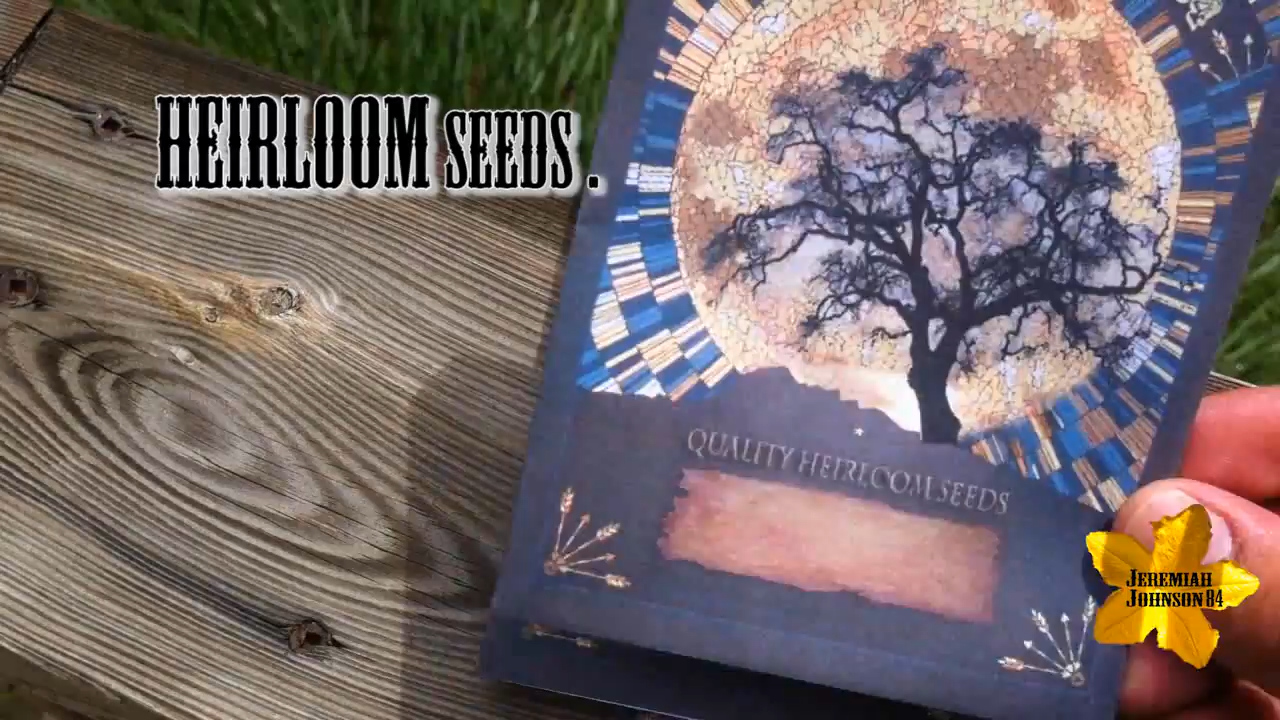 HEIRLOOM SEEDS .
QUALITY HEIRLOOM SEEDS
JEREMIAH
JOHNSON 84